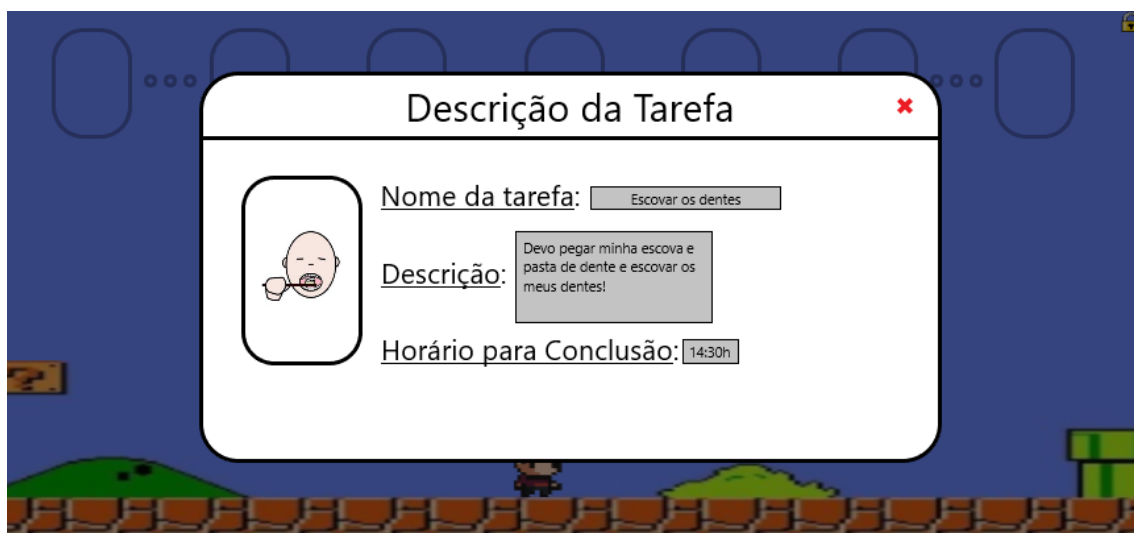 Descrição da Tarefa
Nome da tarefa: Escovar os dentes
Descrição: Devo pegar minha escova e
pasta de dente e escovar os
meus dentes!
Horário para Conclusão: 14:30h
?